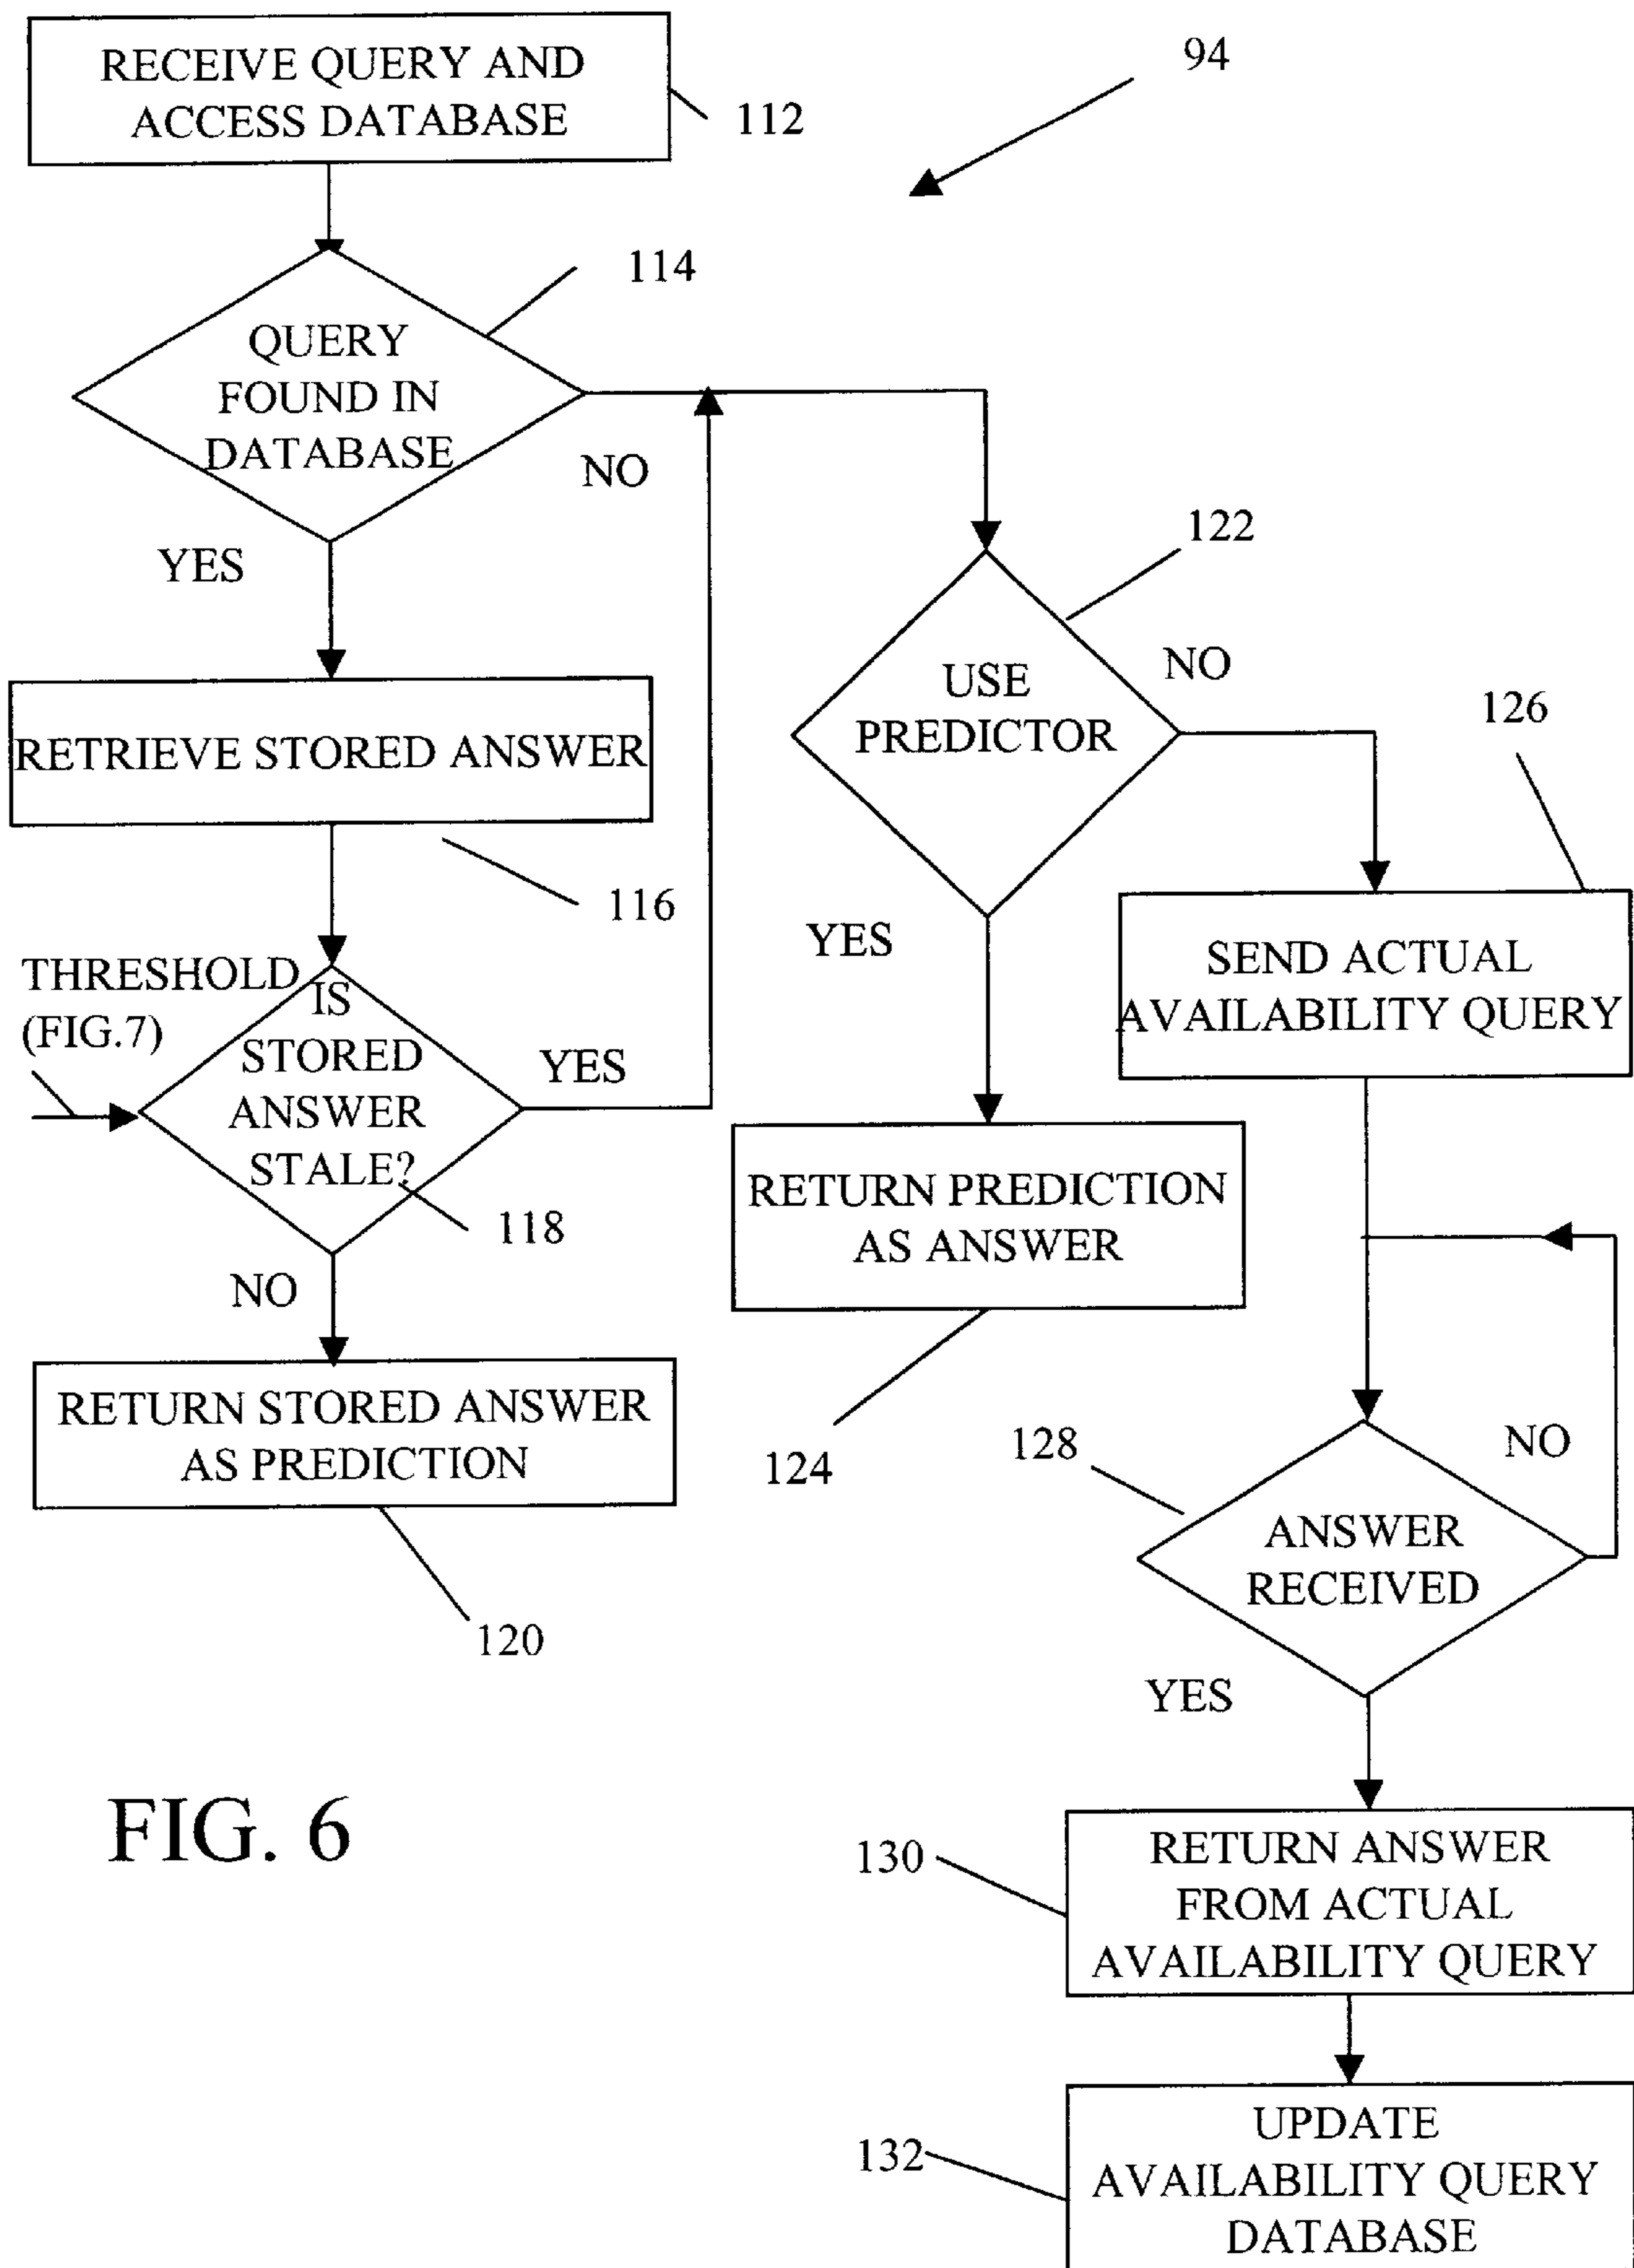 RECEIVE QUERY AND
ACCESS DATABASE
112
94
114
QUERY
FOUND IN
DATABASE
NO
YES
122
USE
PREDICTOR
NO
126
RETRIEVE STORED ANSWER
116
YES
SEND ACTUAL
AVAILABILITY QUERY
THRESHOLD
(FIG.7)
IS
STORED
ANSWER
STALE?
YES
118
NO
RETURN PREDICTION
AS ANSWER
124
RETURN STORED ANSWER
AS PREDICTION
120
128
ANSWER
RECEIVED
NO
YES
FIG. 6
130
RETURN ANSWER
FROM ACTUAL
AVAILABILITY QUERY
132
UPDATE
AVAILABILITY QUERY
DATABASE